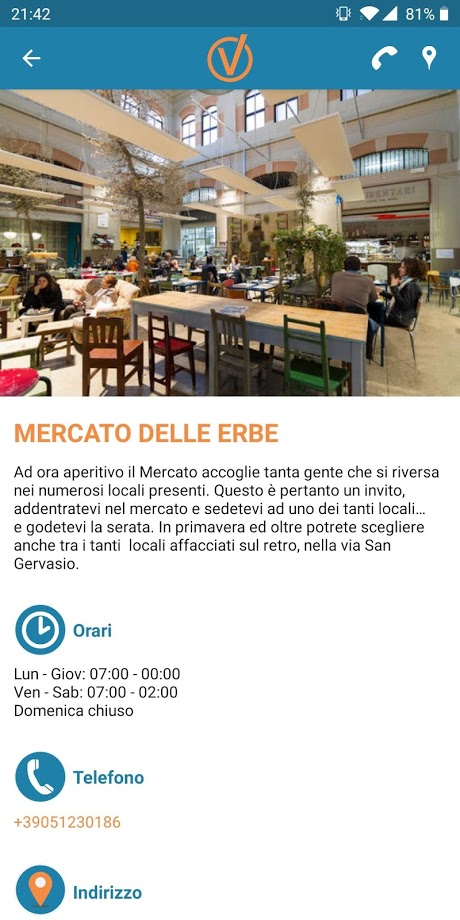 21:42
81%
IDENTARI
MERCATO DELLE ERBE
Ad ora aperitivo il Mercato accoglie tanta gente che si riversa
nei numerosi locali presenti. Questo è pertanto un invito,
addentratevi nel mercato e sedetevi ad uno dei tanti locali…
e godetevi la serata. In primavera ed oltre potrete scegliere
anche tra i tanti  locali affacciati sul retro, nella via San
Gervasio.
Orari
Lun - Giov: 07:00 - 00:00
Ven - Sab: 07:00 - 02:00
Domenica chiuso
Telefono
+39051230186
Indirizzo